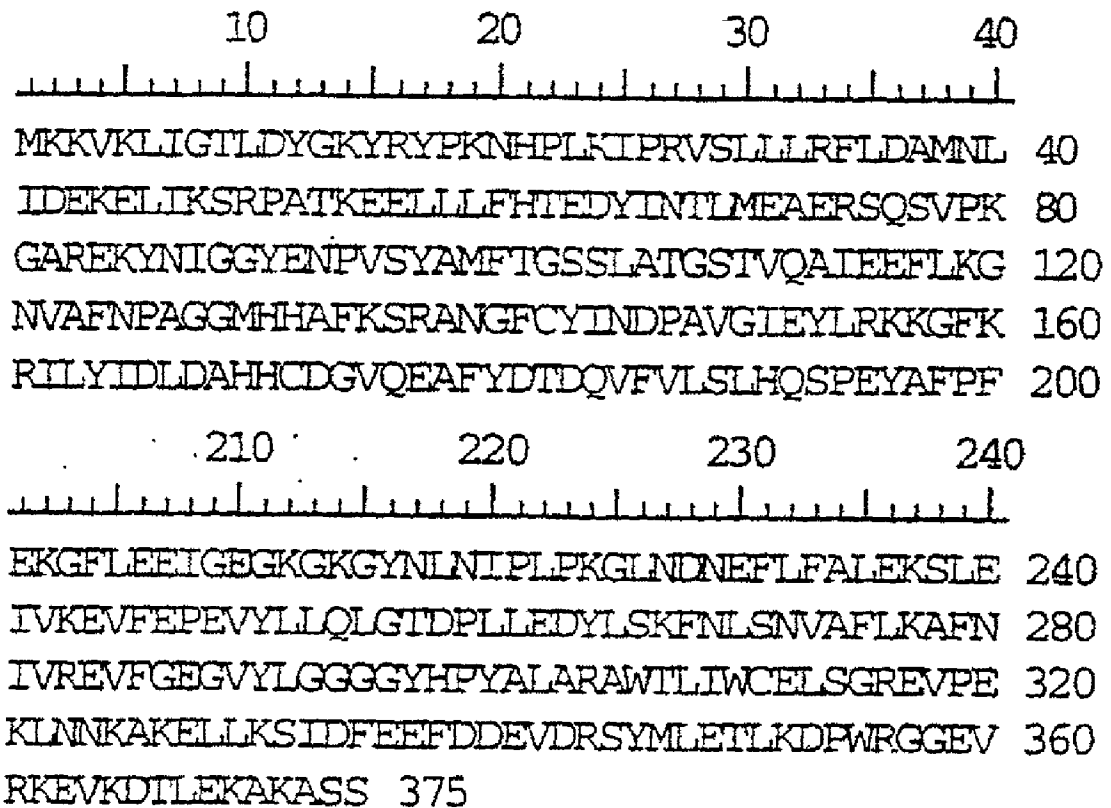 10 20 30 40
MKKVKLIGTLDYGKYRYPKNHPLKIPRVSLLLRFLDAMNL 40
IDEKELIKSRPATKEELLLFHTEDYINTLMEAERSQSVPK 80
GAREKYNIGGYENPVSYAMFTGSSLATGSTVQAIEEFLKG 120
NVAFNPAGGMHHAFKSRANGFCYINDPAVGIEYLRKKGFK 160
RILYIDLDAHHCDGVQEAFYDTDQVFVLSLHQSPEYAFPF 200
210 220 230 240
EKGFLEEIGEGKGKGYNLNIPLPKGLNDNEFLFALEKSLE 240
IVKEVFEPEVYLLQLGTDPLLEDYLSKFNLSNVAFLKAFN 280
IVREVFGEGVYLGGGGYHPYALARAWTLIWCELSGREVPE 320
KLNNKAKELLKSIDFEEFDDEVDRSYMLETLKDPWRGGEV 360
RKEVKDTLEKAKASS 375